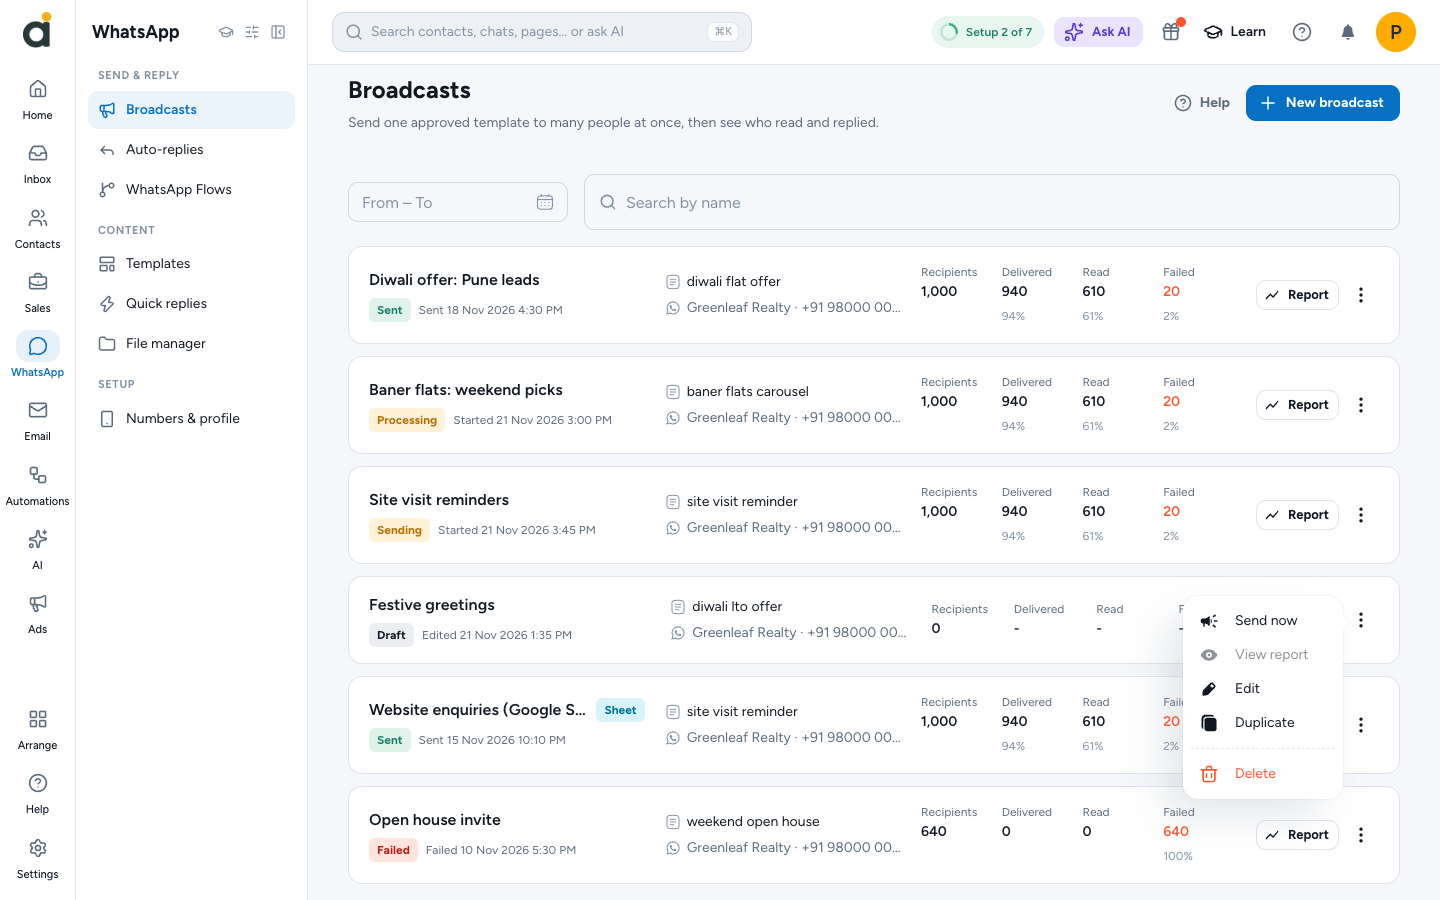 WhatsApp
Search contacts, chats, pages... or ask AI
⌘K
Setup 2 of 7
Ask AI
Learn
P
Home
Inbox
Contacts
Sales
WhatsApp
Email
Automations
AI
Ads
Arrange
Help
Settings
SEND & REPLY
Broadcasts
Auto-replies
WhatsApp Flows
CONTENT
Templates
Quick replies
File manager
SETUP
Numbers & profile
Broadcasts
Send one approved template to many people at once, then see who read and replied.
Help
New broadcast
From – To
Search by name
Diwali offer: Pune leads
Sent Sent 18 Nov 2026 4:30 PM
diwali flat offer
Greenleaf Realty · +91 98000 00...
Recipients Delivered Read Failed
1,000 940 610 20
94% 61% 2%
Report
Baner flats: weekend picks
Processing Started 21 Nov 2026 3:00 PM
baner flats carousel
Greenleaf Realty · +91 98000 00...
Recipients Delivered Read Failed
1,000 940 610 20
94% 61% 2%
Report
Site visit reminders
Sending Started 21 Nov 2026 3:45 PM
site visit reminder
Greenleaf Realty · +91 98000 00...
Recipients Delivered Read Failed
1,000 940 610 20
94% 61% 2%
Report
Festive greetings
Draft Edited 21 Nov 2026 1:35 PM
diwali lto offer
Greenleaf Realty · +91 98000 00...
Recipients Delivered Read
0 - -
Send now
View report
Edit
Duplicate
Delete
Website enquiries (Google S... Sheet
Sent Sent 15 Nov 2026 10:10 PM
site visit reminder
Greenleaf Realty · +91 98000 00...
Recipients Delivered Read
1,000 940 610 20
94% 61% 2%
Open house invite
Failed Failed 10 Nov 2026 5:30 PM
weekend open house
Greenleaf Realty · +91 98000 00...
Recipients Delivered Read Failed
640 0 0 640
100%
Report